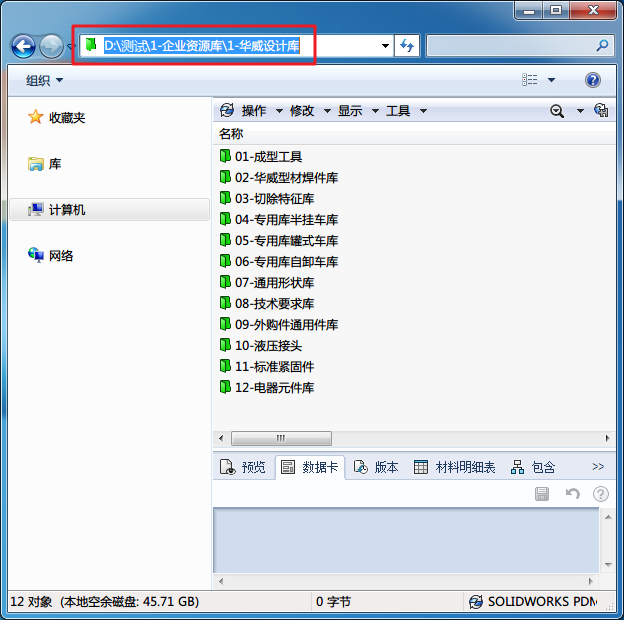 D:\测试\1-企业资源库\1-华威设计库
组织
操作 修改 显示 工具
收藏夹
库
计算机
网络
名称
01-成型工具
02-华威型材焊件库
03-切除特征库
04-专用库半挂车库
05-专用库罐式车库
06-专用库自卸车库
07-通用形状库
08-技术要求库
09-外购件通用件库
10-液压接头
11-标准紧固件
12-电器元件库
预览 数据卡 版本 材料明细表 包含 >>
12 对象 (本地空余磁盘: 45.71 GB) 0 字节 SOLIDWORKS PDM